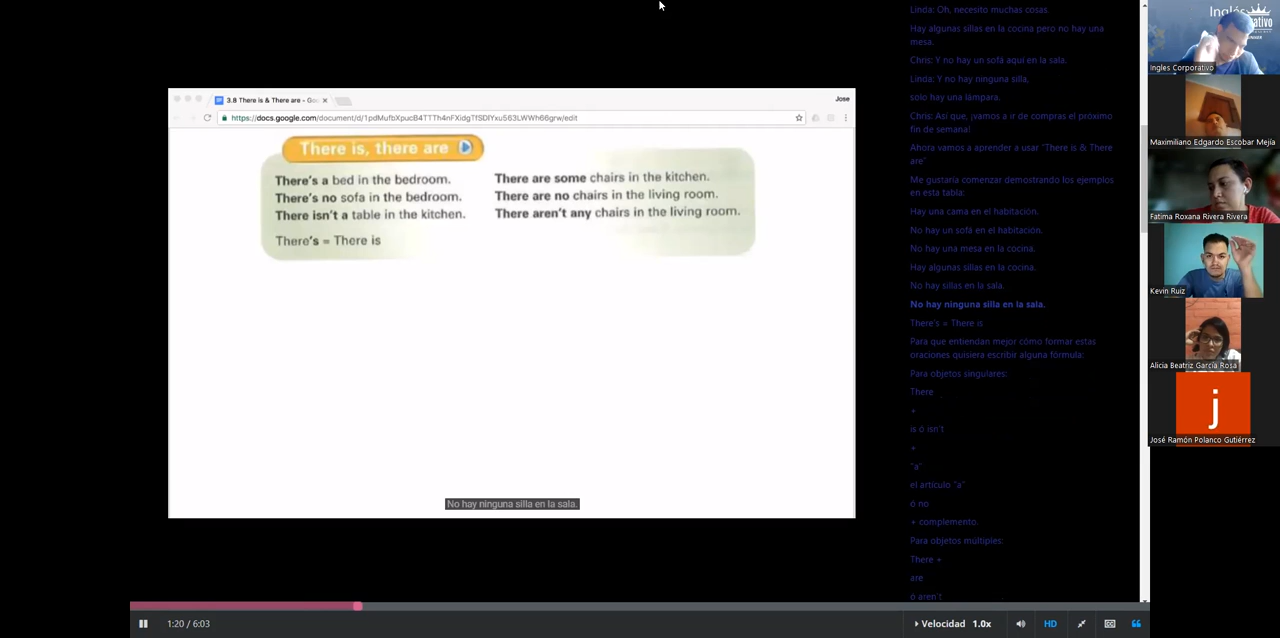 3.8 There is & There are - Goo
Jose
https://docs.google.com/document/d/1pdMufbXpucB4TTTh4nFXidgTfSDIYxu563LWWh66grw/edit
There is, there are
There's a bed in the bedroom.
There's no sofa in the bedroom.
There isn't a table in the kitchen.
There's = There is
There are some chairs in the kitchen.
There are no chairs in the living room.
There aren't any chairs in the living room.
No hay ninguna silla en la sala.
Linda: Oh, necesito muchas cosas.
Hay algunas sillas en la cocina pero no hay una
mesa.
Chris: Y no hay un sofá aquí en la sala.
Linda: Y no hay ninguna silla,
solo hay una lámpara.
Chris: Así que, ¡vamos a ir de compras el próximo
fin de semana!
Ahora vamos a aprender a usar "There is & There
are"
Me gustaría comenzar demostrando los ejemplos
en esta tabla:
Hay una cama en el habitación.
No hay un sofá en el habitación.
No hay una mesa en la cocina.
Hay algunas sillas en la cocina.
No hay sillas en la sala.
No hay ninguna silla en la sala.
There's = There is
Para que entiendan mejor cómo formar estas
oraciones quisiera escribir alguna fórmula:
Para objetos singulares:
There
+
is o isn't
+
"a"
el artículo "a"
ó no
+ complemento.
Para objetos múltiples:
There +
are
ó aren't
1:20 / 6:03
Velocidad 1.0x
HD
CC
Inglés
Ingles Corporativo
Maximiliano Edgardo Escobar Mejía
Fatima Roxana Rivera Rivera
Kevin Ruiz
Alicia Beatriz García Rosa
j
José Ramón Polanco Gutiérrez